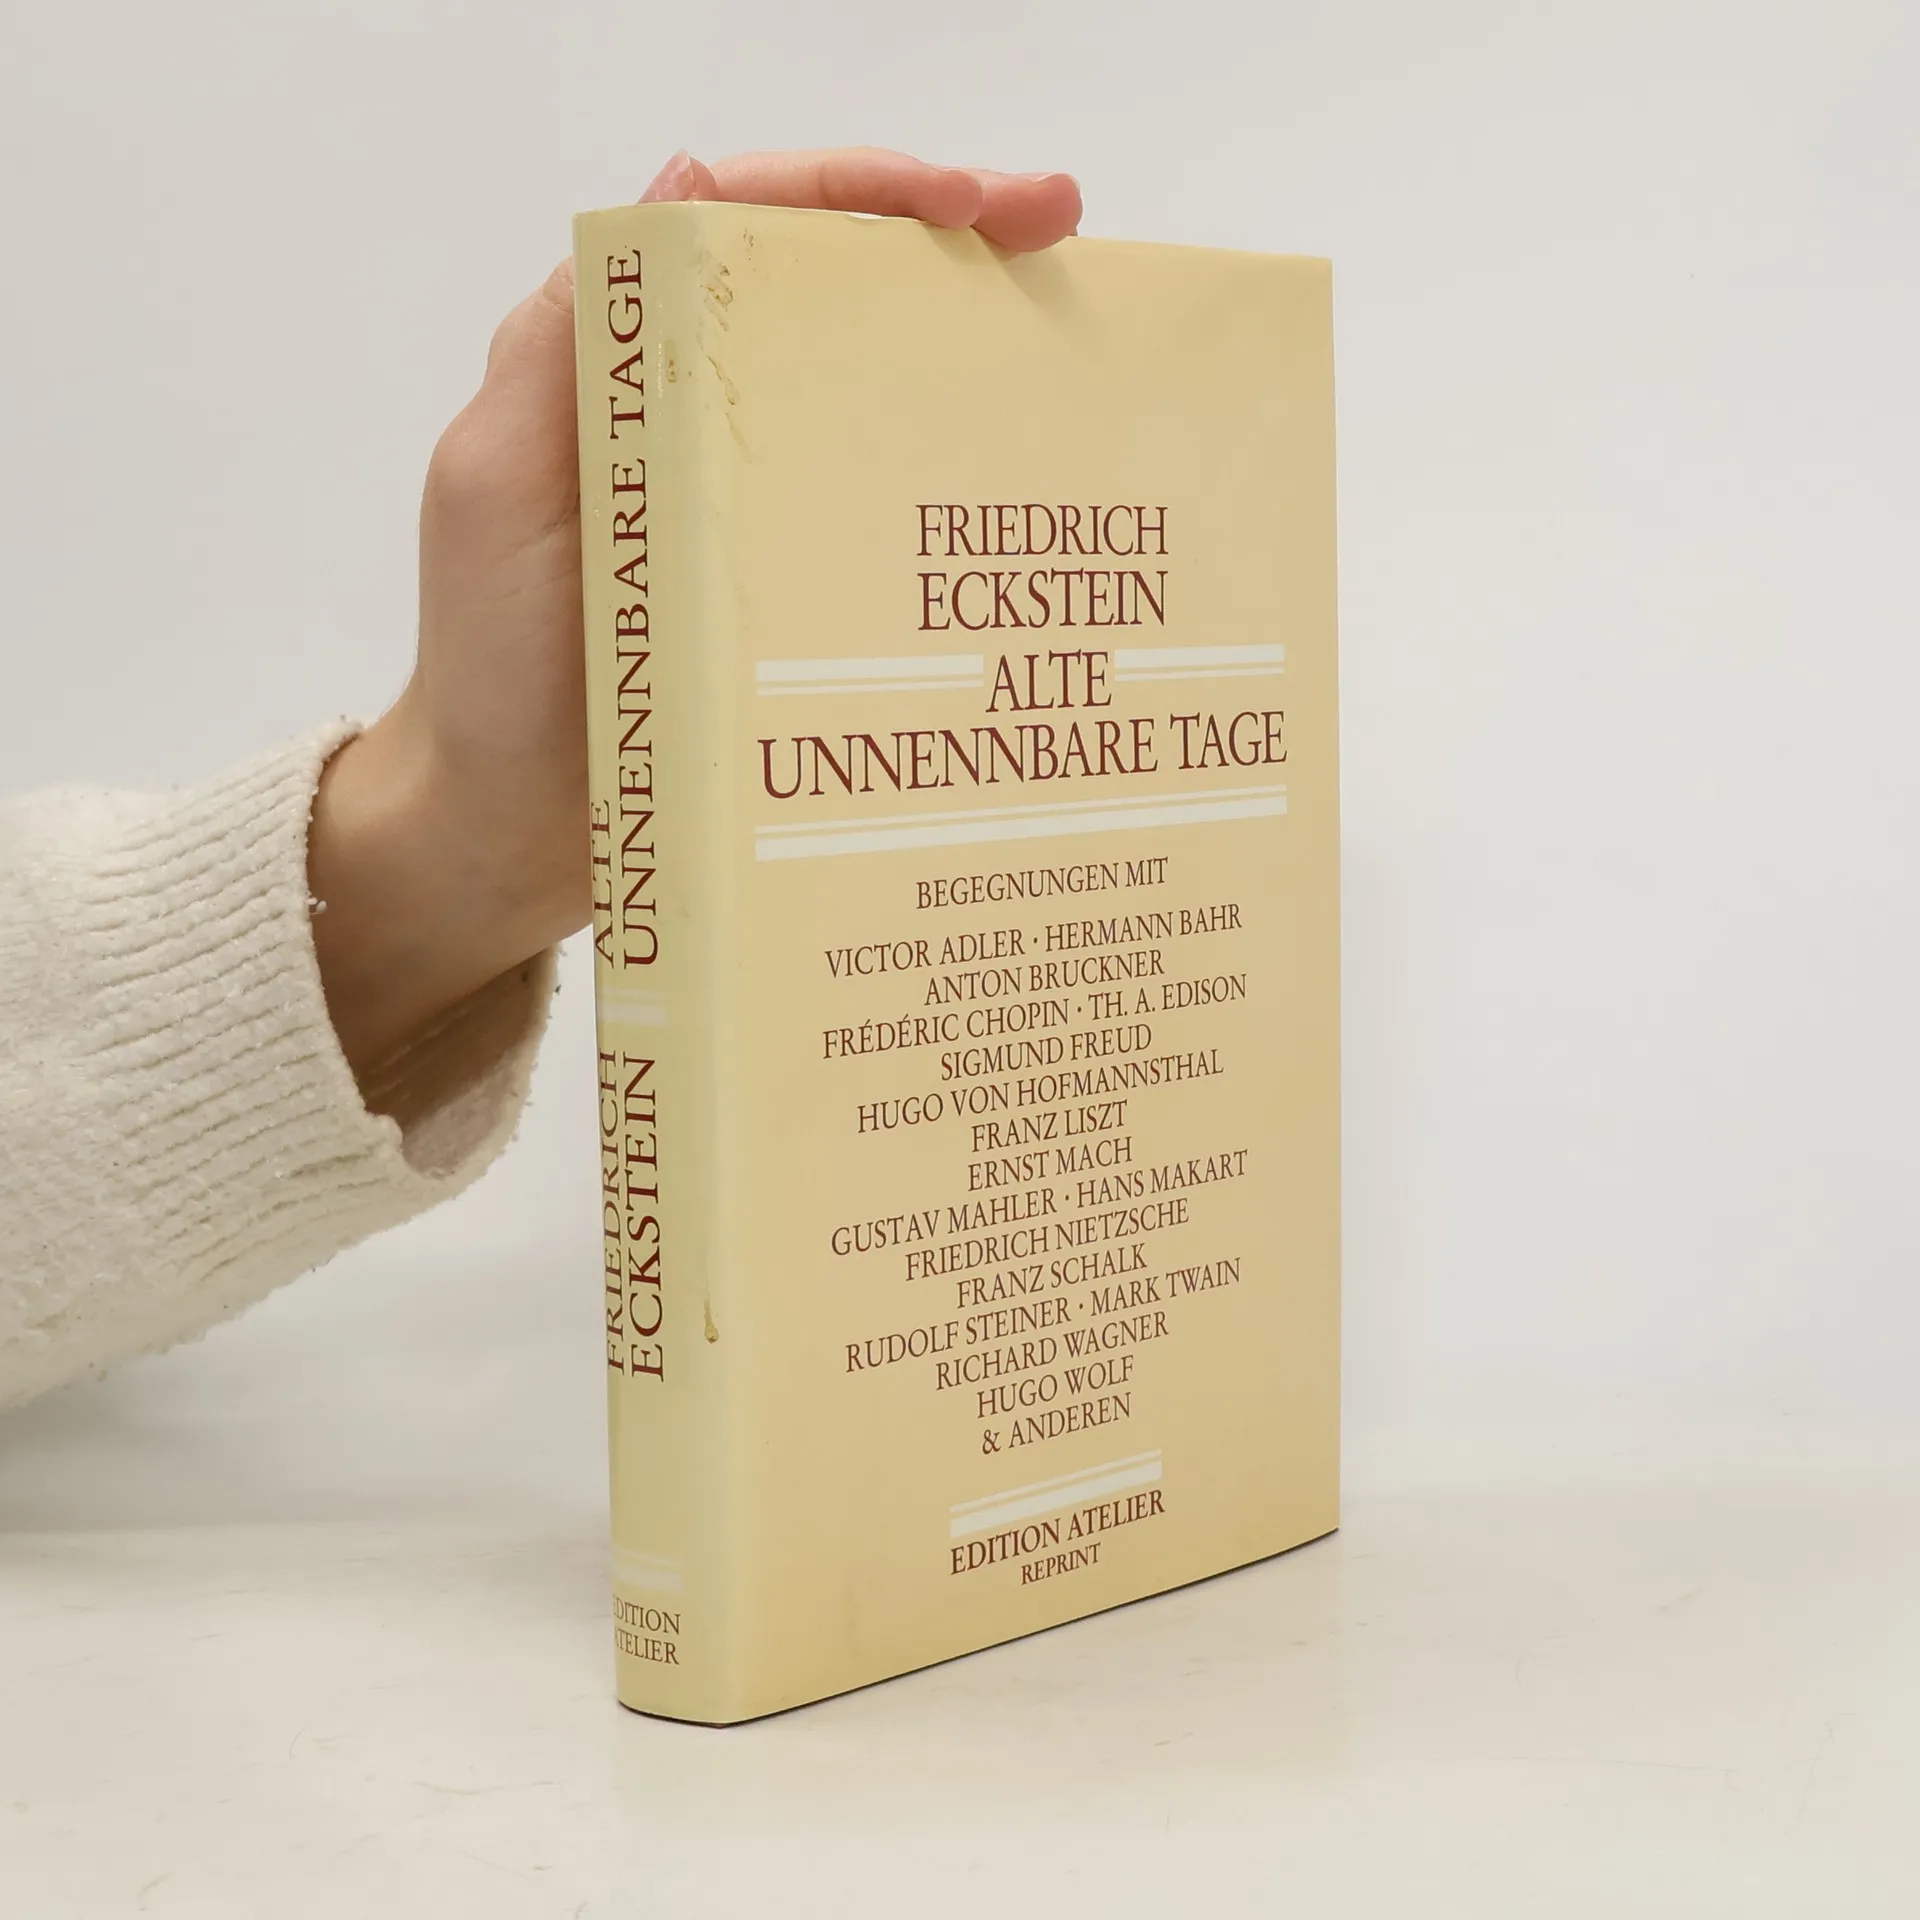 ALTE
UNNENNBARE TAGE
FRIEDRICH
ECKSTEIN
EDITION
ATELIER
FRIEDRICH
ECKSTEIN
ALTE
UNNENNBARE TAGE
BEGEGNUNGEN MIT
VICTOR ADLER · HERMANN BAHR
ANTON BRUCKNER
FRÉDÉRIC CHOPIN · TH. A. EDISON
SIGMUND FREUD
HUGO VON HOFMANNSTHAL
FRANZ LISZT
ERNST MACH
GUSTAV MAHLER · HANS MAKART
FRIEDRICH NIETZSCHE
FRANZ SCHALK
RUDOLF STEINER · MARK TWAIN
RICHARD WAGNER
HUGO WOLF
& ANDEREN
EDITION ATELIER
REPRINT